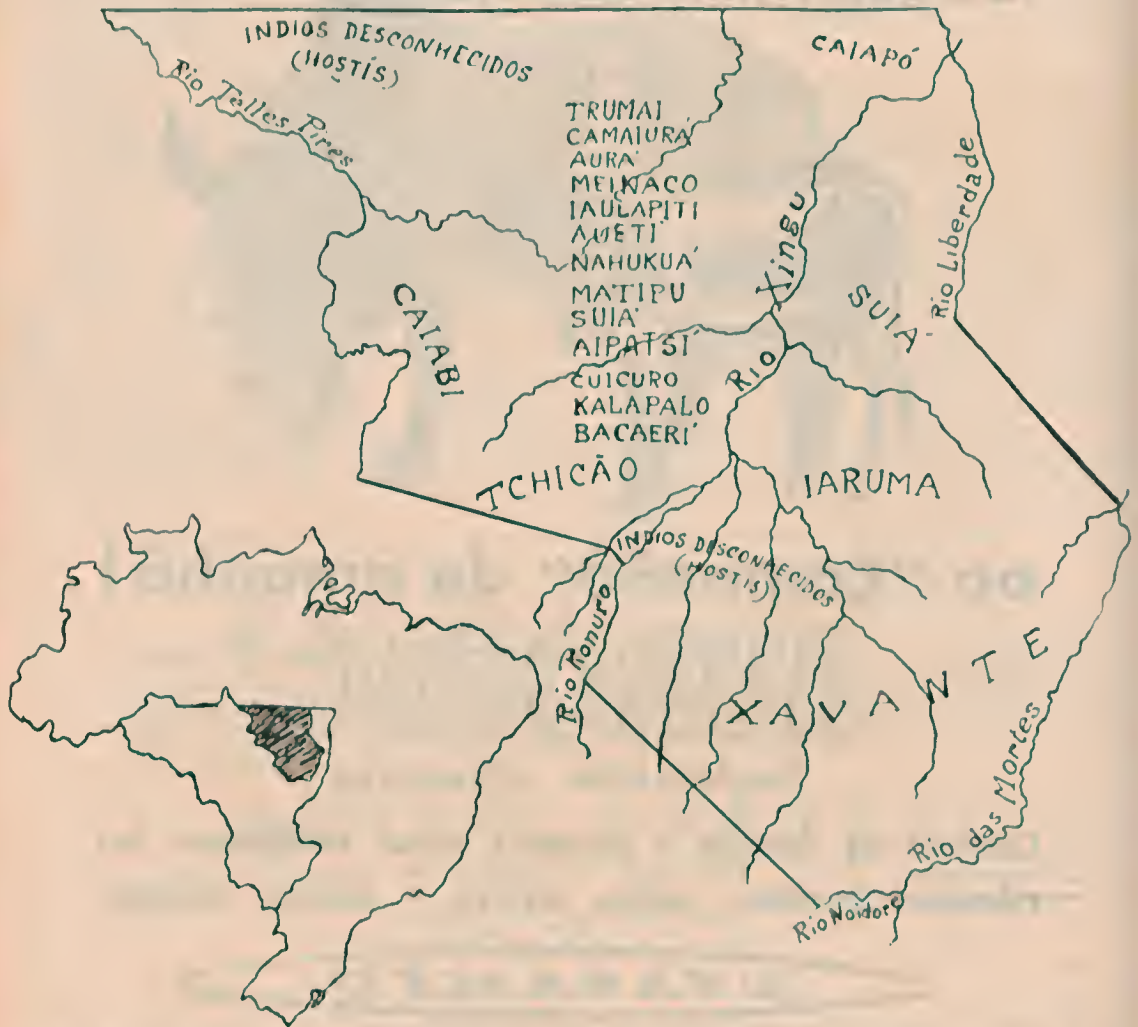 INDIOS DESCONHECIDOS
(HOSTÍS)
CAIAPÓ
Rio Telles Pires
TRUMAI
CAMAIURÁ
AURÁ
MEINACO
IAULAPITI
AUETÍ
NAHUKUÁ
MATIPU
SUIÁ
AIPATSÍ
CUICURO
KALAPALO
BACAERÍ
Rio Xingu
Rio Liberdade
SUIÁ
CAIABI
TCHICÃO
IARUMA
INDIOS DESCONHECIDOS
(HOSTIS)
Rio Ronuro
XAVANTE
Rio das Mortes
Rio Noidore